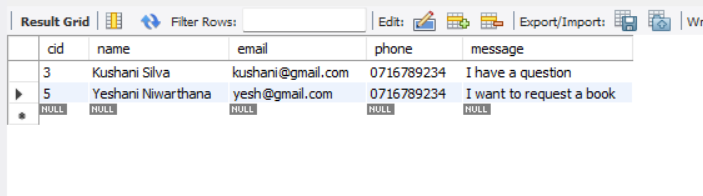 Result Grid Filter Rows: Edit: Export/Import:
cid name email phone message
3 Kushani Silva kushani@gmail.com 0716789234 I have a question
5 Yeshani Niwarthana yesh@gmail.com 0716789234 I want to request a book
NULL NULL NULL NULL NULL